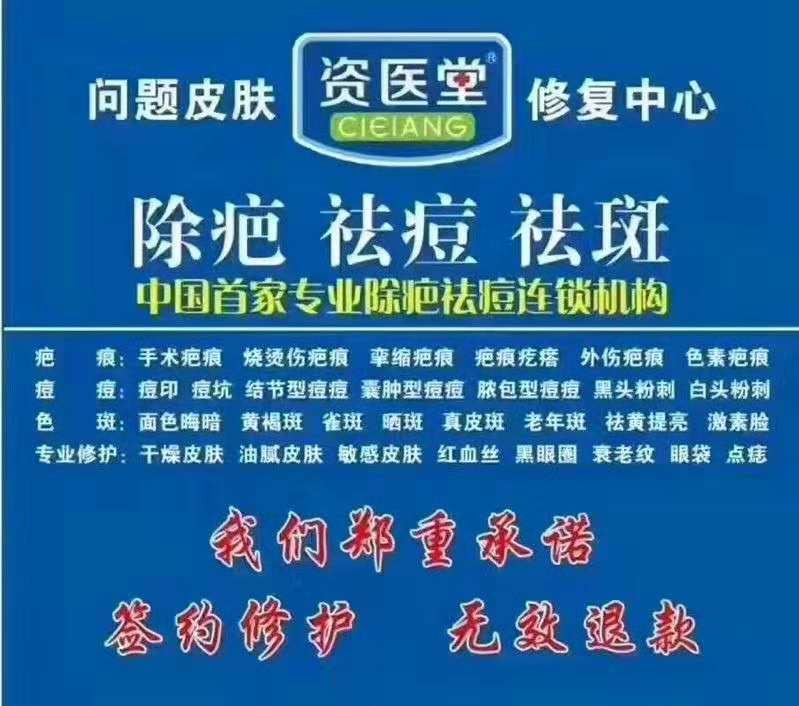 问题皮肤 资医堂® 修复中心
CIEIANG
除疤 祛痘 祛斑
中国首家专业除疤祛痘连锁机构
疤 痕：手术疤痕 烧烫伤疤痕 挛缩疤痕 疤痕疙瘩 外伤疤痕 色素疤痕
痘 痘：痘印 痘坑 结节型痘痘 囊肿型痘痘 脓包型痘痘 黑头粉刺 白头粉刺
色 斑：面色晦暗 黄褐斑 雀斑 晒斑 真皮斑 老年斑 祛黄提亮 激素脸
专业修护：干燥皮肤 油腻皮肤 敏感皮肤 红血丝 黑眼圈 衰老纹 眼袋 点痣
我们郑重承诺
签约修护 无效退款